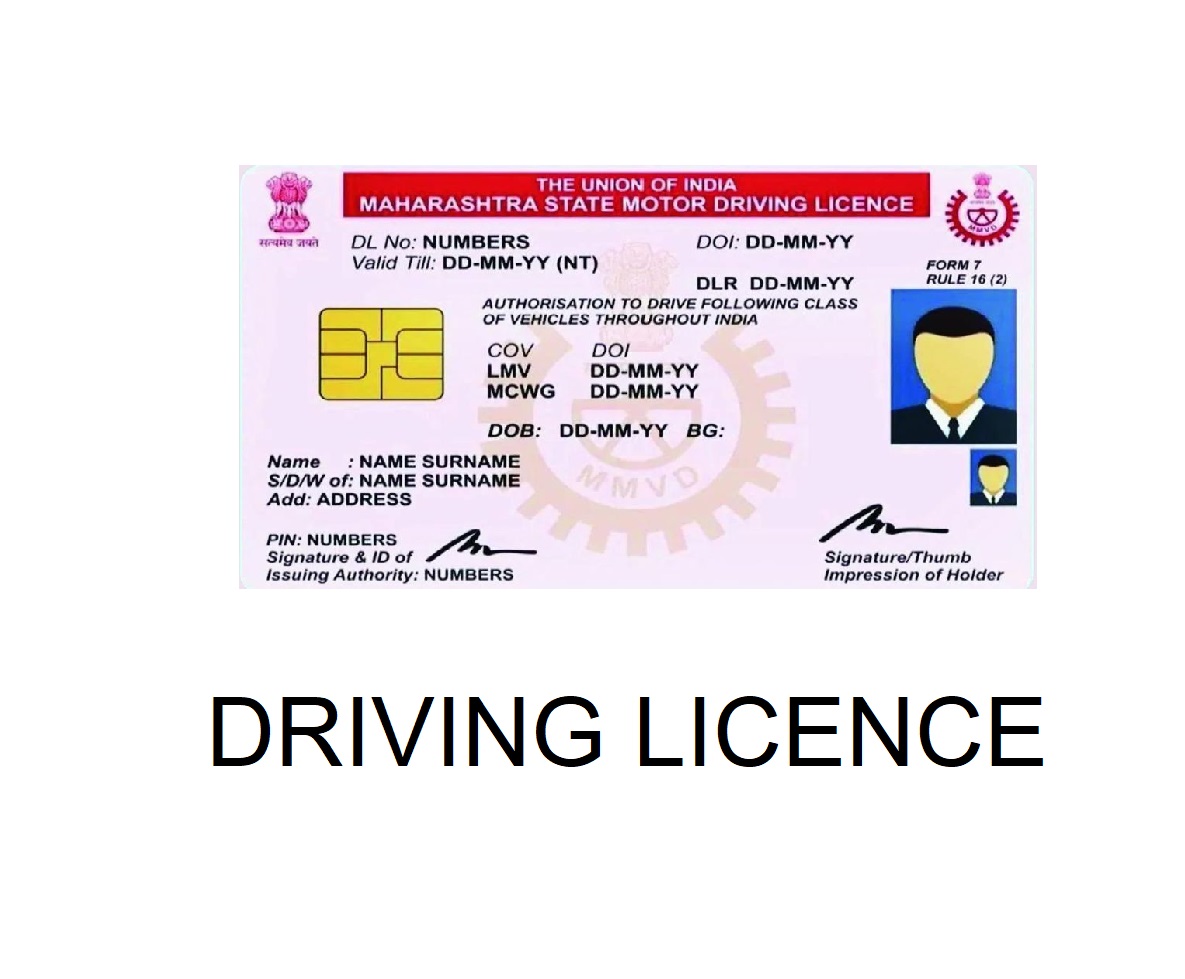 THE UNION OF INDIA
MAHARASHTRA STATE MOTOR DRIVING LICENCE
सत्यमेव जयते
MMVD
DL No: NUMBERS DOI: DD-MM-YY
Valid Till: DD-MM-YY (NT)
FORM 7
RULE 16 (2)
DLR DD-MM-YY
AUTHORISATION TO DRIVE FOLLOWING CLASS
OF VEHICLES THROUGHOUT INDIA
COV DOI
LMV DD-MM-YY
MCWG DD-MM-YY
DOB: DD-MM-YY BG:
MMVD
Name : NAME SURNAME
S/D/W of: NAME SURNAME
Add: ADDRESS
PIN: NUMBERS
Signature & ID of
Issuing Authority: NUMBERS
Signature/Thumb
Impression of Holder
DRIVING LICENCE